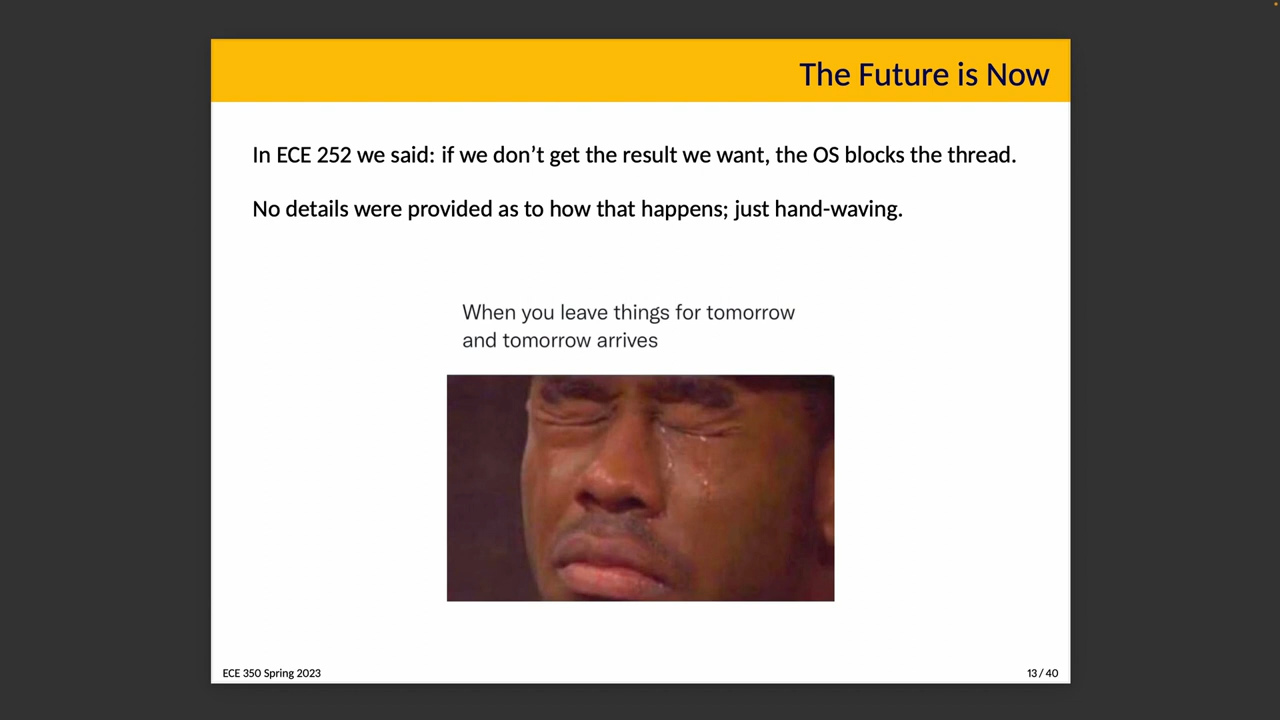 The Future is Now
In ECE 252 we said: if we don’t get the result we want, the OS blocks the thread.
No details were provided as to how that happens; just hand-waving.
When you leave things for tomorrow
and tomorrow arrives
ECE 350 Spring 2023
13 / 40